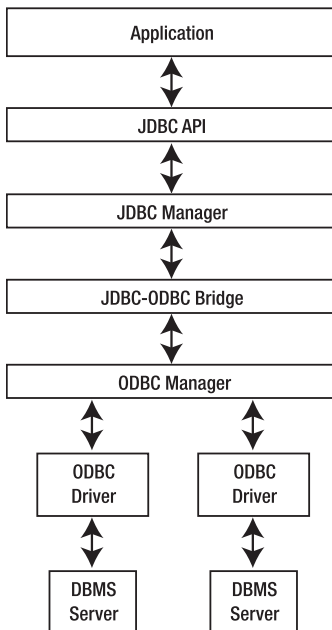 Application
JDBC API
JDBC Manager
JDBC-ODBC Bridge
ODBC Manager
ODBC
Driver
ODBC
Driver
DBMS
Server
DBMS
Server